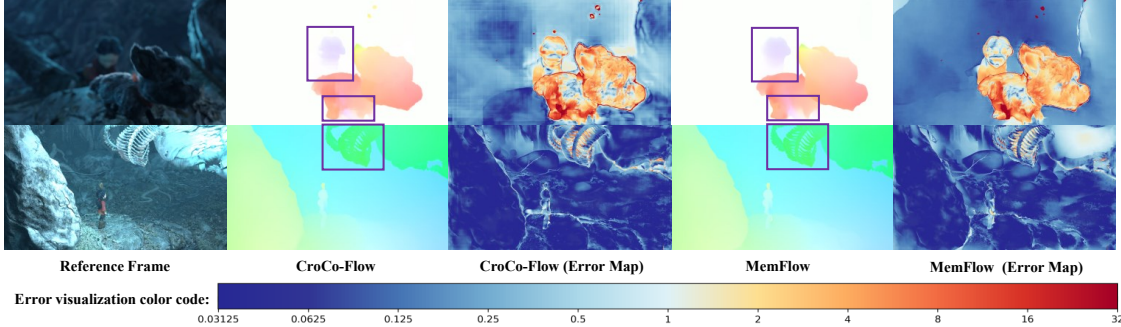 Reference Frame CroCo-Flow CroCo-Flow (Error Map) MemFlow MemFlow (Error Map)
Error visualization color code:
0.03125 0.0625 0.125 0.25 0.5 1 2 4 8 16 32